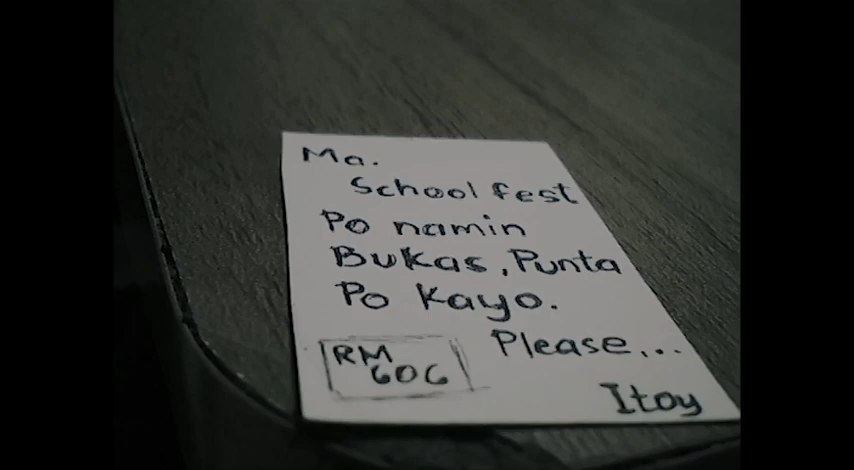 Ma.
School fest
Po namin
Bukas, Punta
Po Kayo.
Please...
RM
606
Itoy